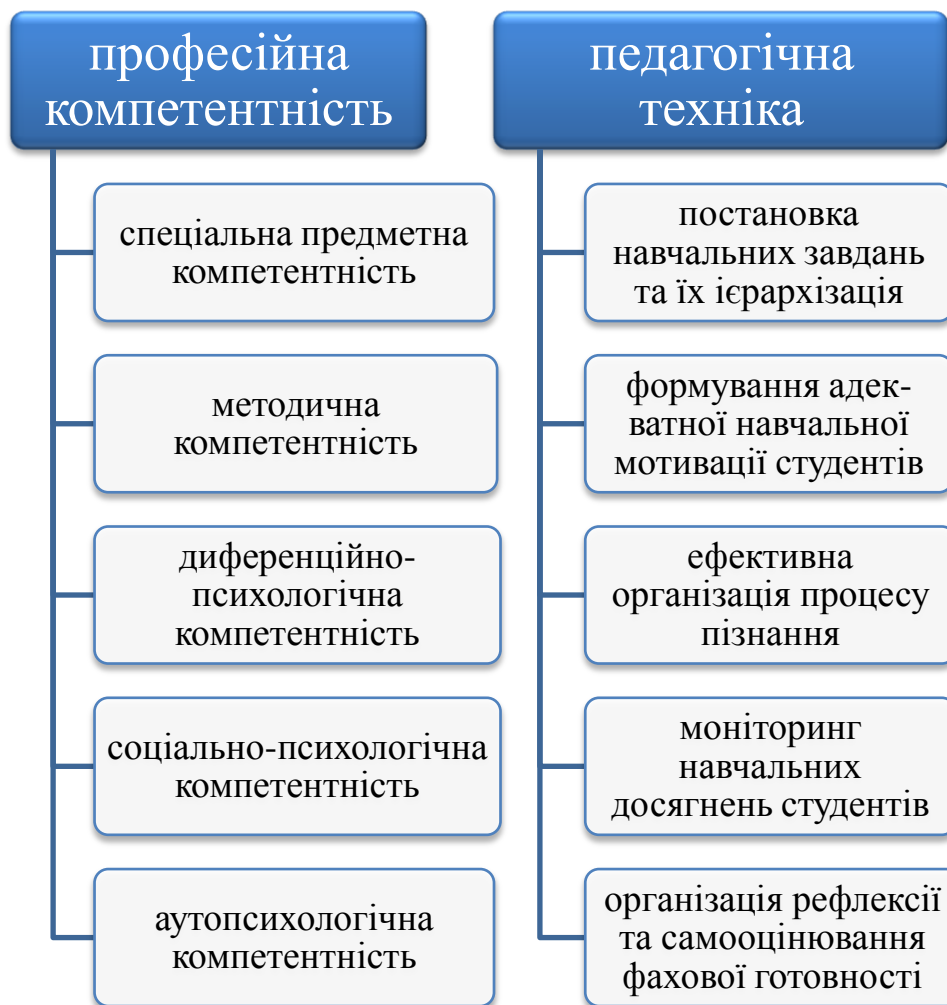 професійна
компетентність
спеціальна предметна
компетентність
методична
компетентність
диференційно-
психологічна
компетентність
соціально-психологічна
компетентність
аутопсихологічна
компетентність
педагогічна
техніка
постановка
навчальних завдань
та їх ієрархізація
формування адек-
ватної навчальної
мотивації студентів
ефективна
організація процесу
пізнання
моніторинг
навчальних
досягнень студентів
організація рефлексії
та самооцінювання
фахової готовності